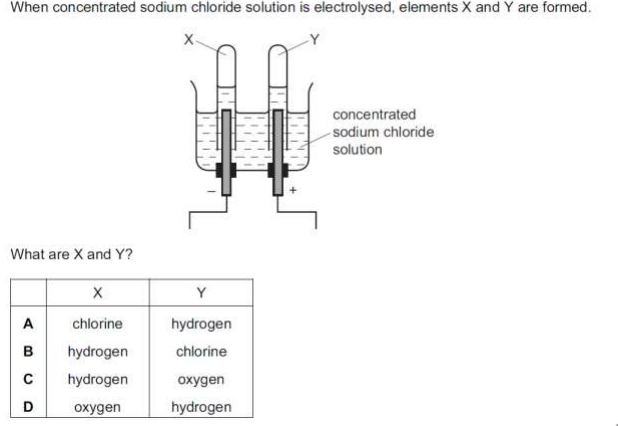 When concentrated sodium chloride solution is electrolysed, elements X and Y are formed.
X
Y
concentrated
sodium chloride
solution
–
+
What are X and Y?
X Y
A chlorine hydrogen
B hydrogen chlorine
C hydrogen oxygen
D oxygen hydrogen